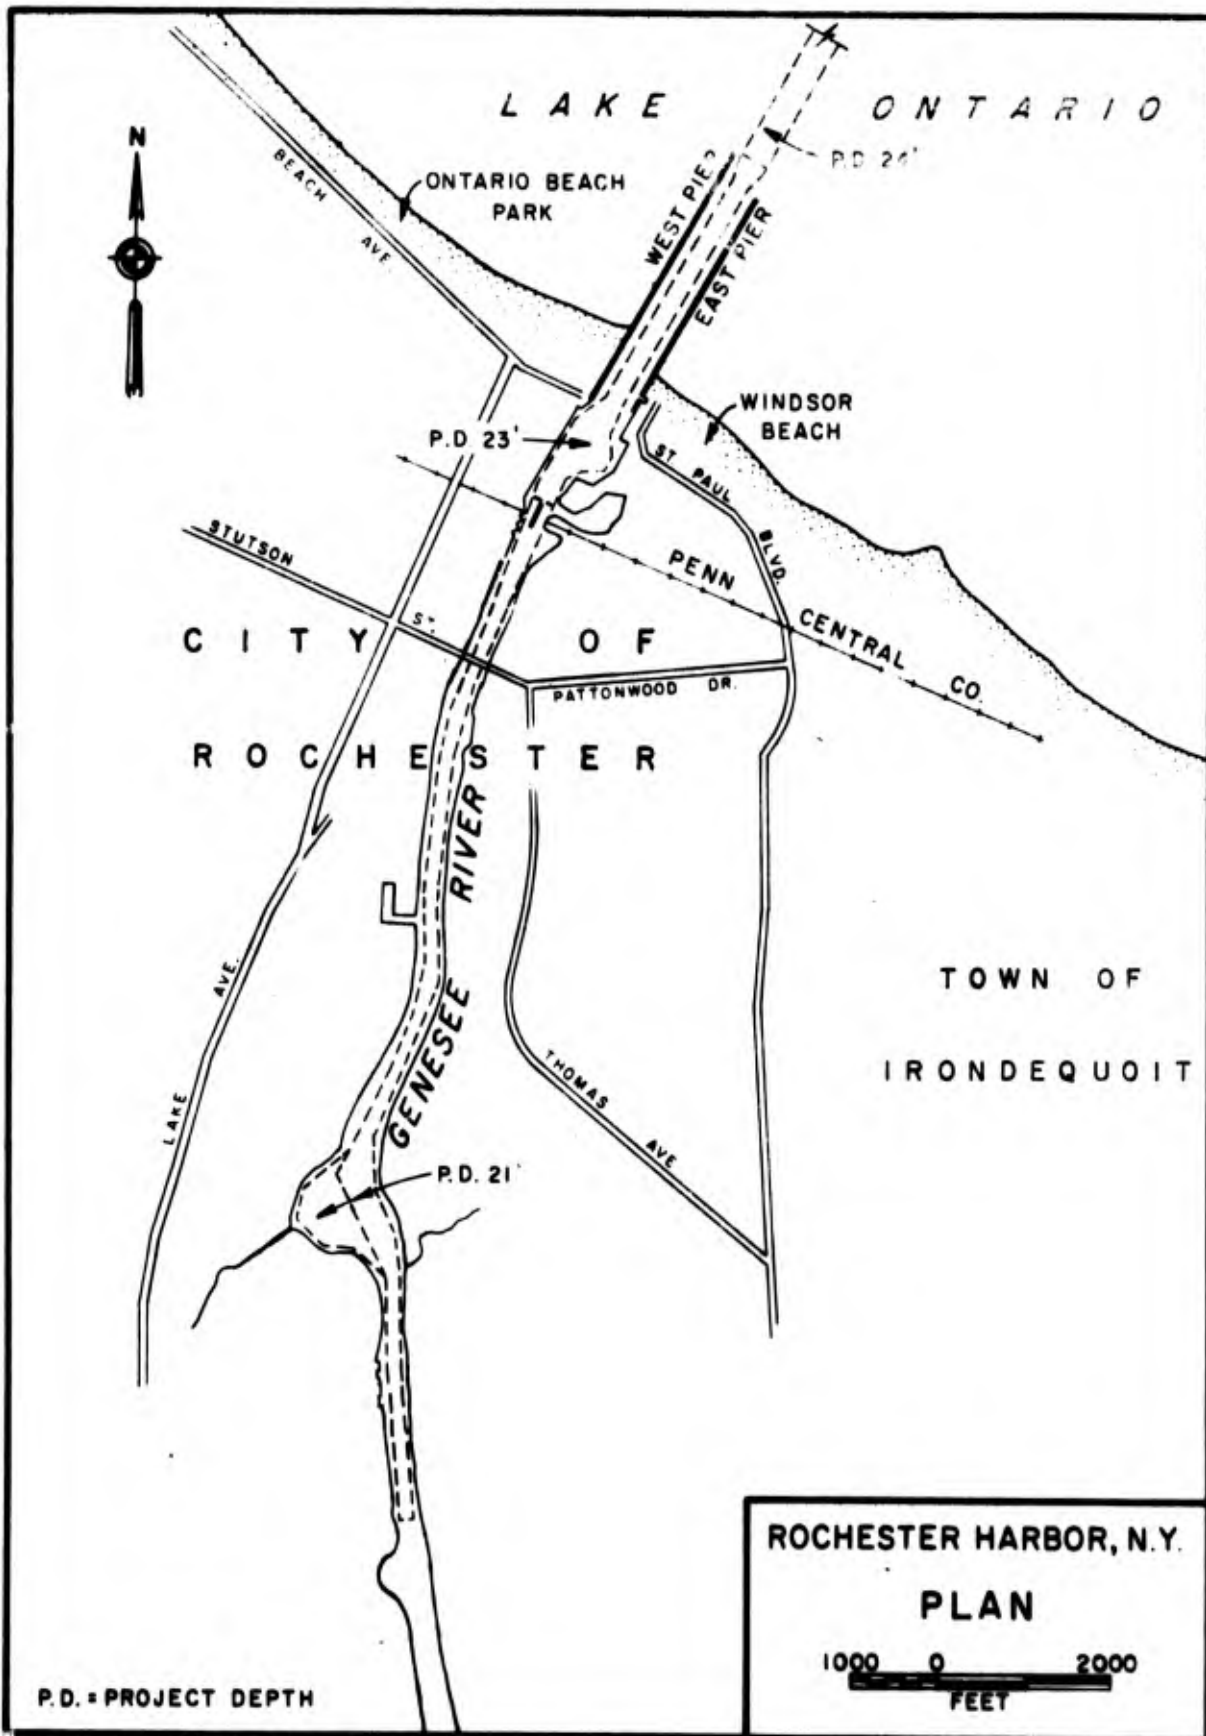 LAKE ONTARIO
N
P.D. 24'
BEACH AVE.
ONTARIO BEACH
PARK
WEST PIER
EAST PIER
WINDSOR
BEACH
P.D. 23'
ST PAUL BLVD.
STUTSON ST.
PENN CENTRAL CO.
CITY OF
PATTONWOOD DR.
ROCHESTER
GENESEE RIVER
LAKE AVE.
TOWN OF
IRONDEQUOIT
THOMAS AVE
P.D. 21'
ROCHESTER HARBOR, N.Y.
PLAN
1000 0 2000
FEET
P.D. = PROJECT DEPTH